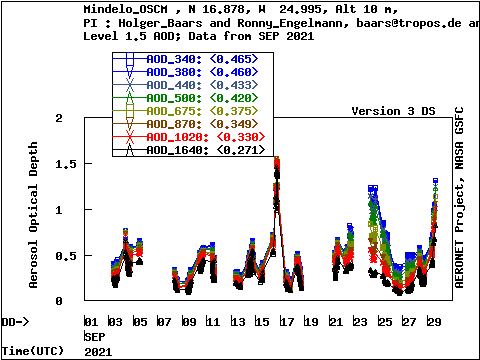 Mindelo_OSCM , N 16.878, W  24.995, Alt 10 m,
PI : Holger_Baars and Ronny_Engelmann, baars@tropos.de an
Level 1.5 AOD; Data from SEP 2021
AOD_340: <0.465>
AOD_380: <0.460>
AOD_440: <0.433>
AOD_500: <0.420>
AOD_675: <0.375>
AOD_870: <0.349>
AOD_1020: <0.330>
AOD_1640: <0.271>
Version 3 DS
Aerosol Optical Depth
2
1.5
1
0.5
0
AERONET Project, NASA GSFC
DD-> 01 03 05 07 09 11 13 15 17 19 21 23 25 27 29
SEP
Time(UTC) 2021